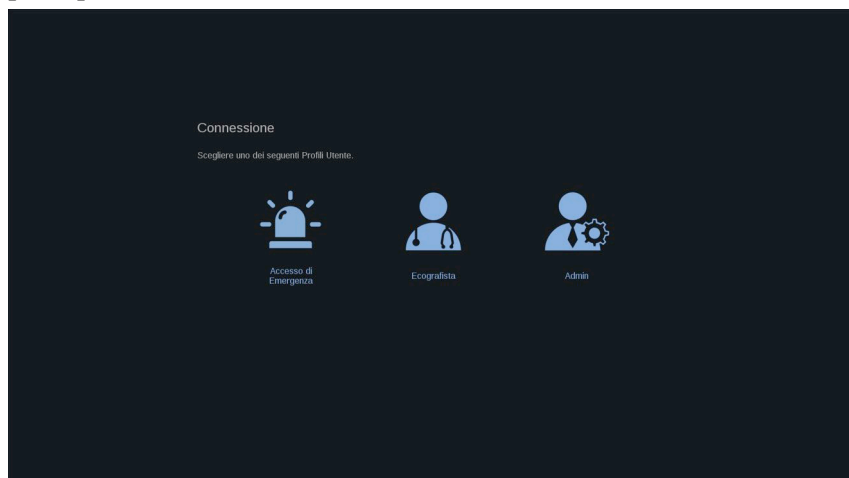 Connessione
Scegliere uno dei seguenti Profili Utente.
Accesso di
Emergenza
Ecografista
Admin